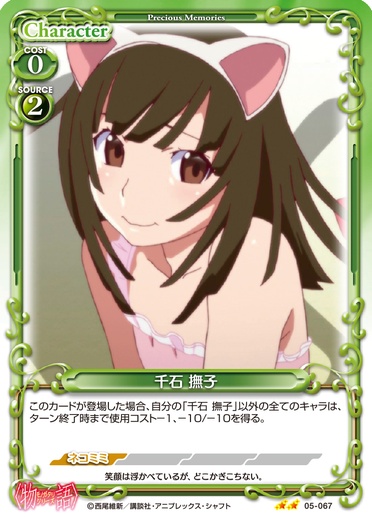 Precious Memories
Character
COST
0
SOURCE
2
千石 撫子
このカードが登場した場合、自分の「千石 撫子」以外の全てのキャラは、
ターン終了時まで使用コスト－1、－10/－10を得る。
ネコミミ
笑顔は浮かべているが、どこかぎこちない。
物語
©西尾維新／講談社・アニプレックス・シャフト
05-067